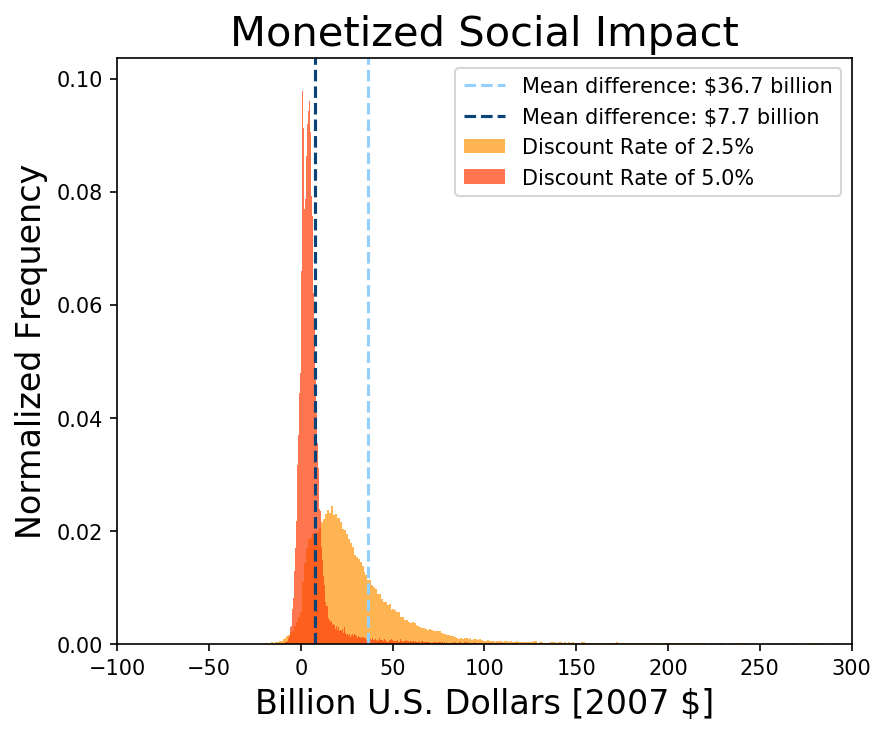 Monetized Social Impact
Mean difference: $36.7 billion
Mean difference: $7.7 billion
Discount Rate of 2.5%
Discount Rate of 5.0%
Normalized Frequency
0.10
0.08
0.06
0.04
0.02
0.00
−100 −50 0 50 100 150 200 250 300
Billion U.S. Dollars [2007 $]